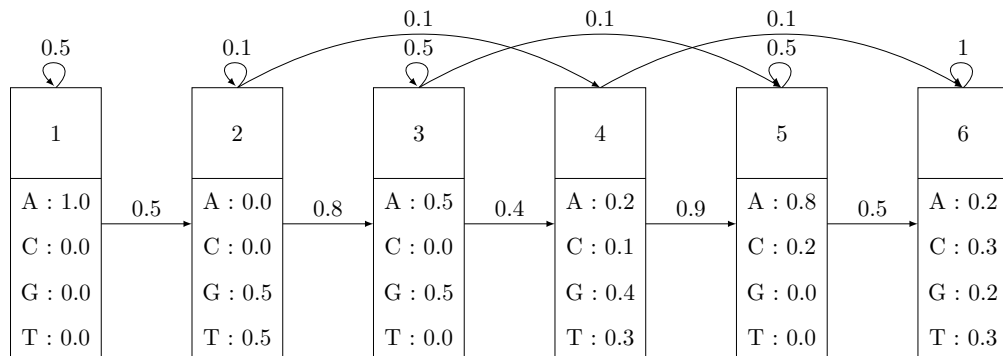 0.1 0.1 0.1
0.5 0.1 0.5 0.5 1
1 2 3 4 5 6
A : 1.0 A : 0.0 A : 0.5 A : 0.2 A : 0.8 A : 0.2
0.5 0.8 0.4 0.9 0.5
C : 0.0 C : 0.0 C : 0.0 C : 0.1 C : 0.2 C : 0.3
G : 0.0 G : 0.5 G : 0.5 G : 0.4 G : 0.0 G : 0.2
T : 0.0 T : 0.5 T : 0.0 T : 0.3 T : 0.0 T : 0.3